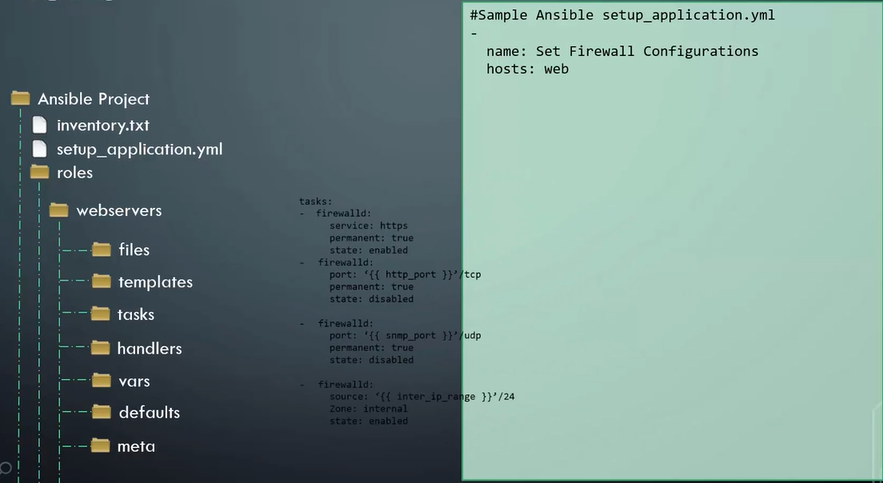 Ansible Project
inventory.txt
setup_application.yml
roles
webservers
files
templates
tasks
handlers
vars
defaults
meta
tasks:
- firewalld:
service: https
permanent: true
state: enabled
- firewalld:
port: ‘{{ http_port }}’/tcp
permanent: true
state: disabled
- firewalld:
port: ‘{{ snmp_port }}’/udp
permanent: true
state: disabled
- firewalld:
source: ‘{{ inter_ip_range }}’/24
Zone: internal
state: enabled
#Sample Ansible setup_application.yml
-
name: Set Firewall Configurations
hosts: web